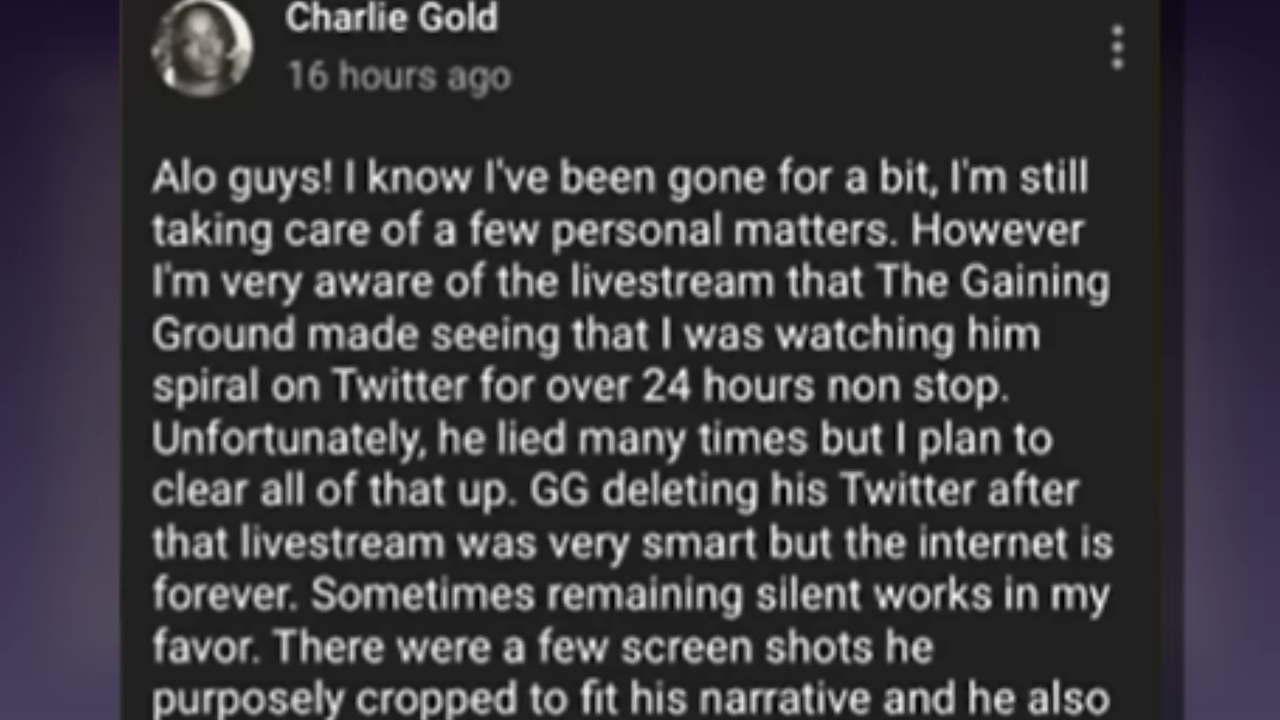 Charlie Gold
16 hours ago
Alo guys! I know I've been gone for a bit, I'm still
taking care of a few personal matters. However
I'm very aware of the livestream that The Gaining
Ground made seeing that I was watching him
spiral on Twitter for over 24 hours non stop.
Unfortunately, he lied many times but I plan to
clear all of that up. GG deleting his Twitter after
that livestream was very smart but the internet is
forever. Sometimes remaining silent works in my
favor. There were a few screen shots he
purposely cropped to fit his narrative and he also